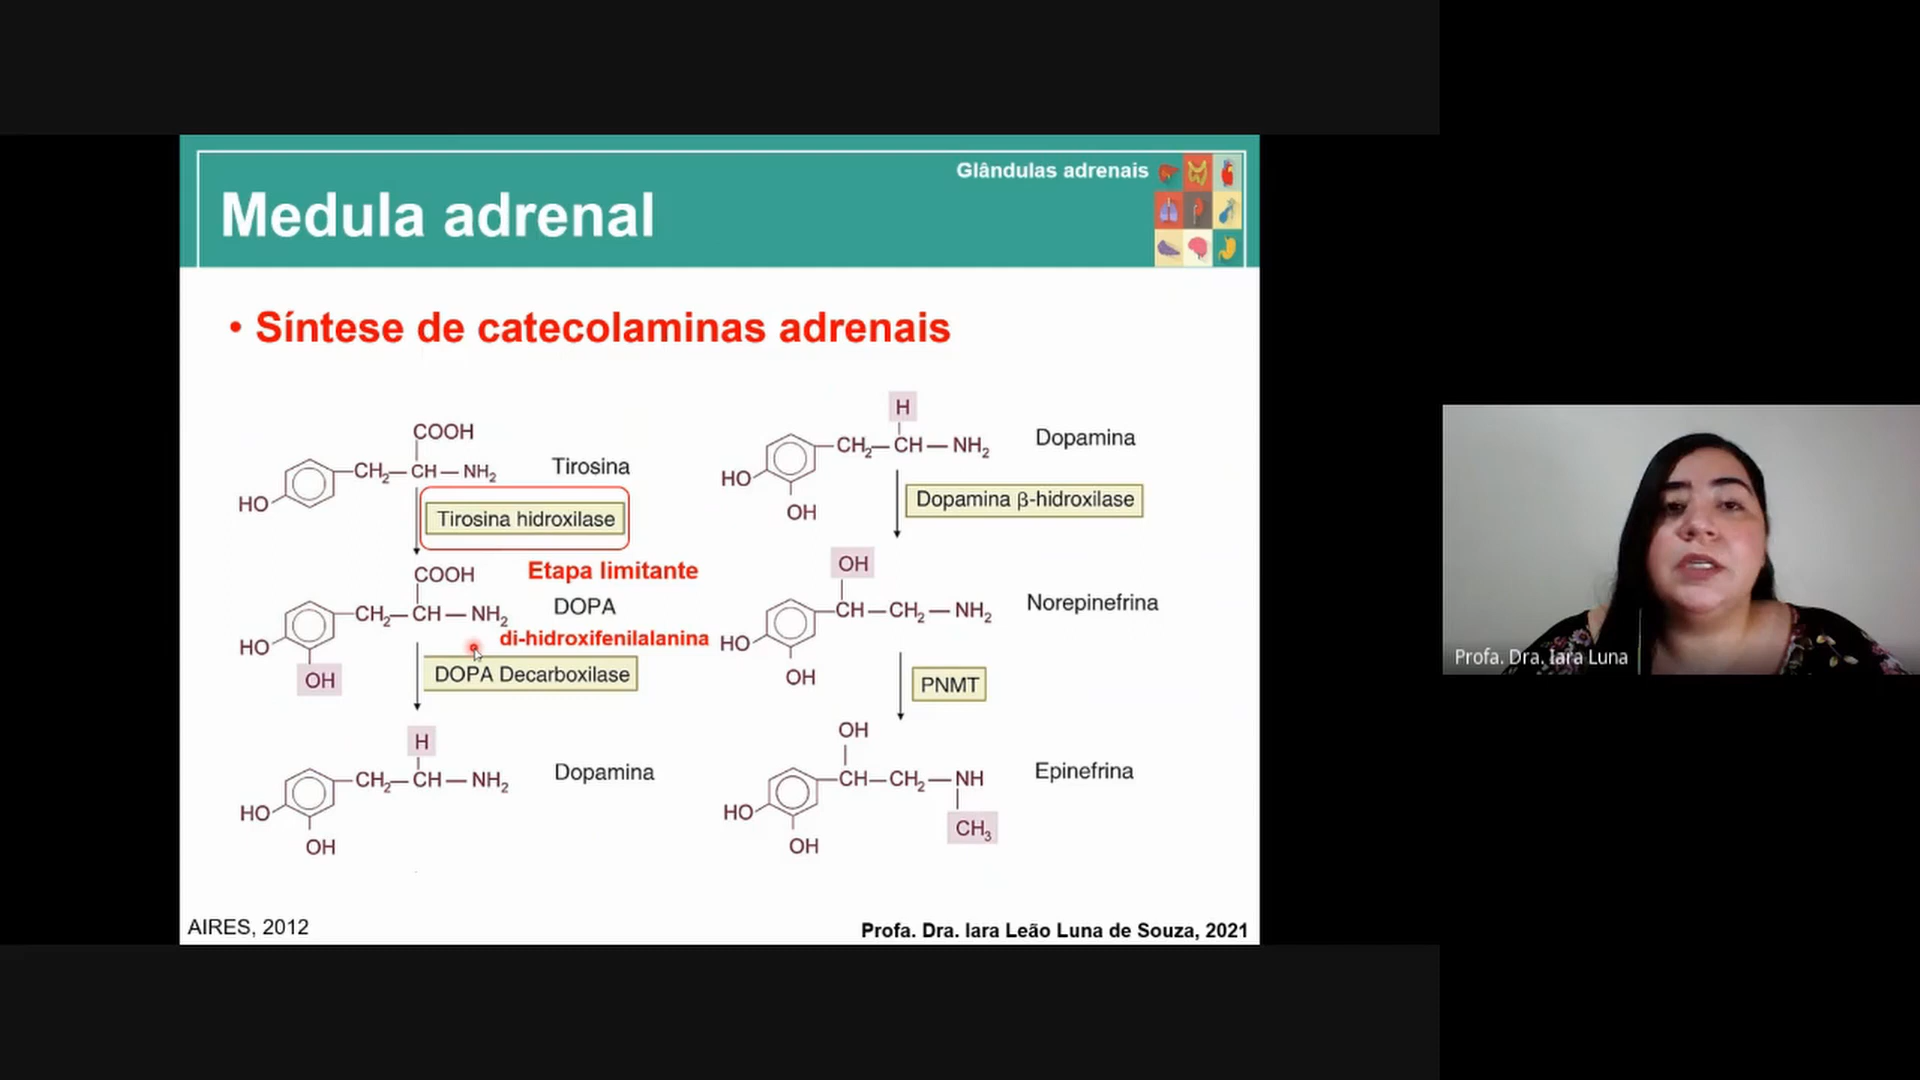 Glândulas adrenais
Medula adrenal
• Síntese de catecolaminas adrenais
COOH
CH2—CH—NH2
HO
Tirosina
Tirosina hidroxilase
Etapa limitante
COOH
CH2—CH—NH2
HO
OH
DOPA
di-hidroxifenilalanina
DOPA Decarboxilase
H
CH2—CH—NH2
HO
OH
Dopamina
H
CH2—CH—NH2
HO
OH
Dopamina
Dopamina β-hidroxilase
OH
CH—CH2—NH2
HO
OH
Norepinefrina
PNMT
OH
CH—CH2—NH
HO
OH
CH3
Epinefrina
AIRES, 2012
Profa. Dra. Iara Leão Luna de Souza, 2021
Profa. Dra. Iara Luna